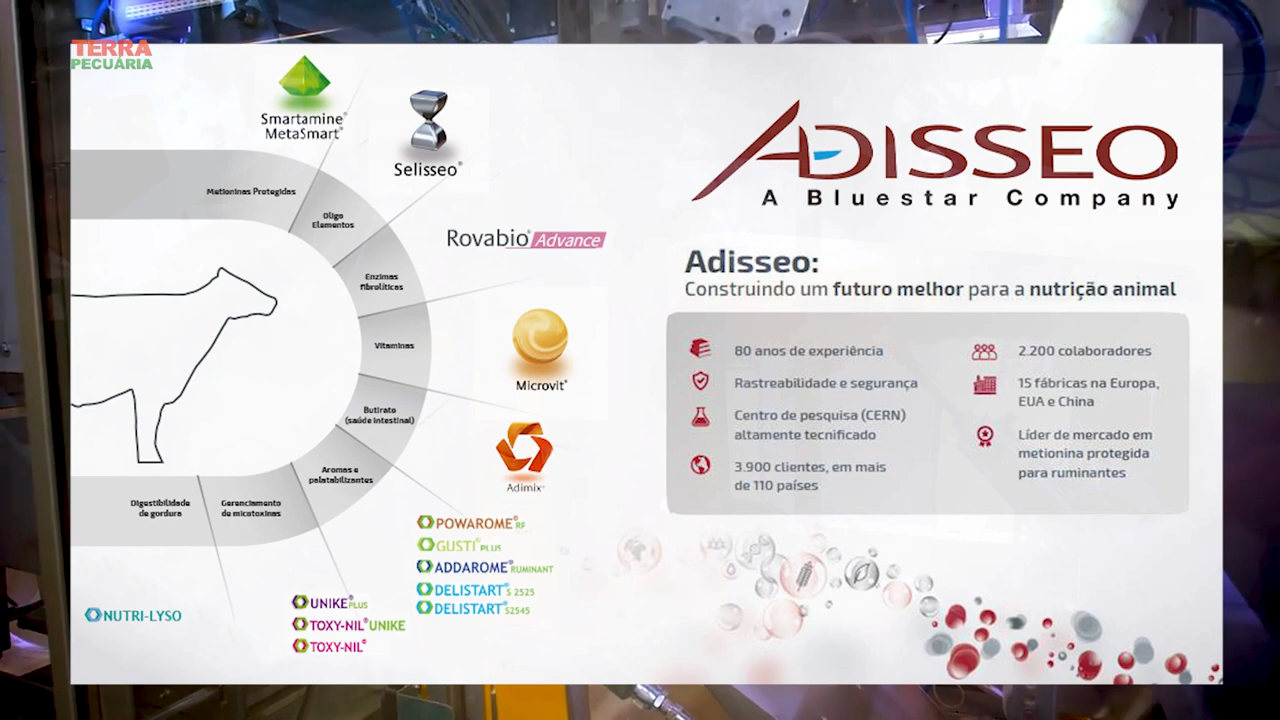 TERRA
PECUÁRIA
Smartamine®
MetaSmart®
Selisseo®
Rovabio® Advance
Microvit®
Adimix®
Metioninas Protegidas
Oligo
Elementos
Enzimas
fibrolíticas
Vitaminas
Butirato
(saúde intestinal)
Aromas e
palatabilizantes
Gerenciamento
de micotoxinas
Digestibilidade
de gordura
POWAROME® RP
GUSTI® PLUS
ADDAROME® RUMINANT
DELISTART® S 2525
DELISTART® S2545
UNIKE® PLUS
TOXY-NIL® UNIKE
TOXY-NIL®
NUTRI-LYSO
ADISSEO
A Bluestar Company
Adisseo:
Construindo um futuro melhor para a nutrição animal
80 anos de experiência
Rastreabilidade e segurança
Centro de pesquisa (CERN)
altamente tecnificado
3.900 clientes, em mais
de 110 países
2.200 colaboradores
15 fábricas na Europa,
EUA e China
Líder de mercado em
metionina protegida
para ruminantes